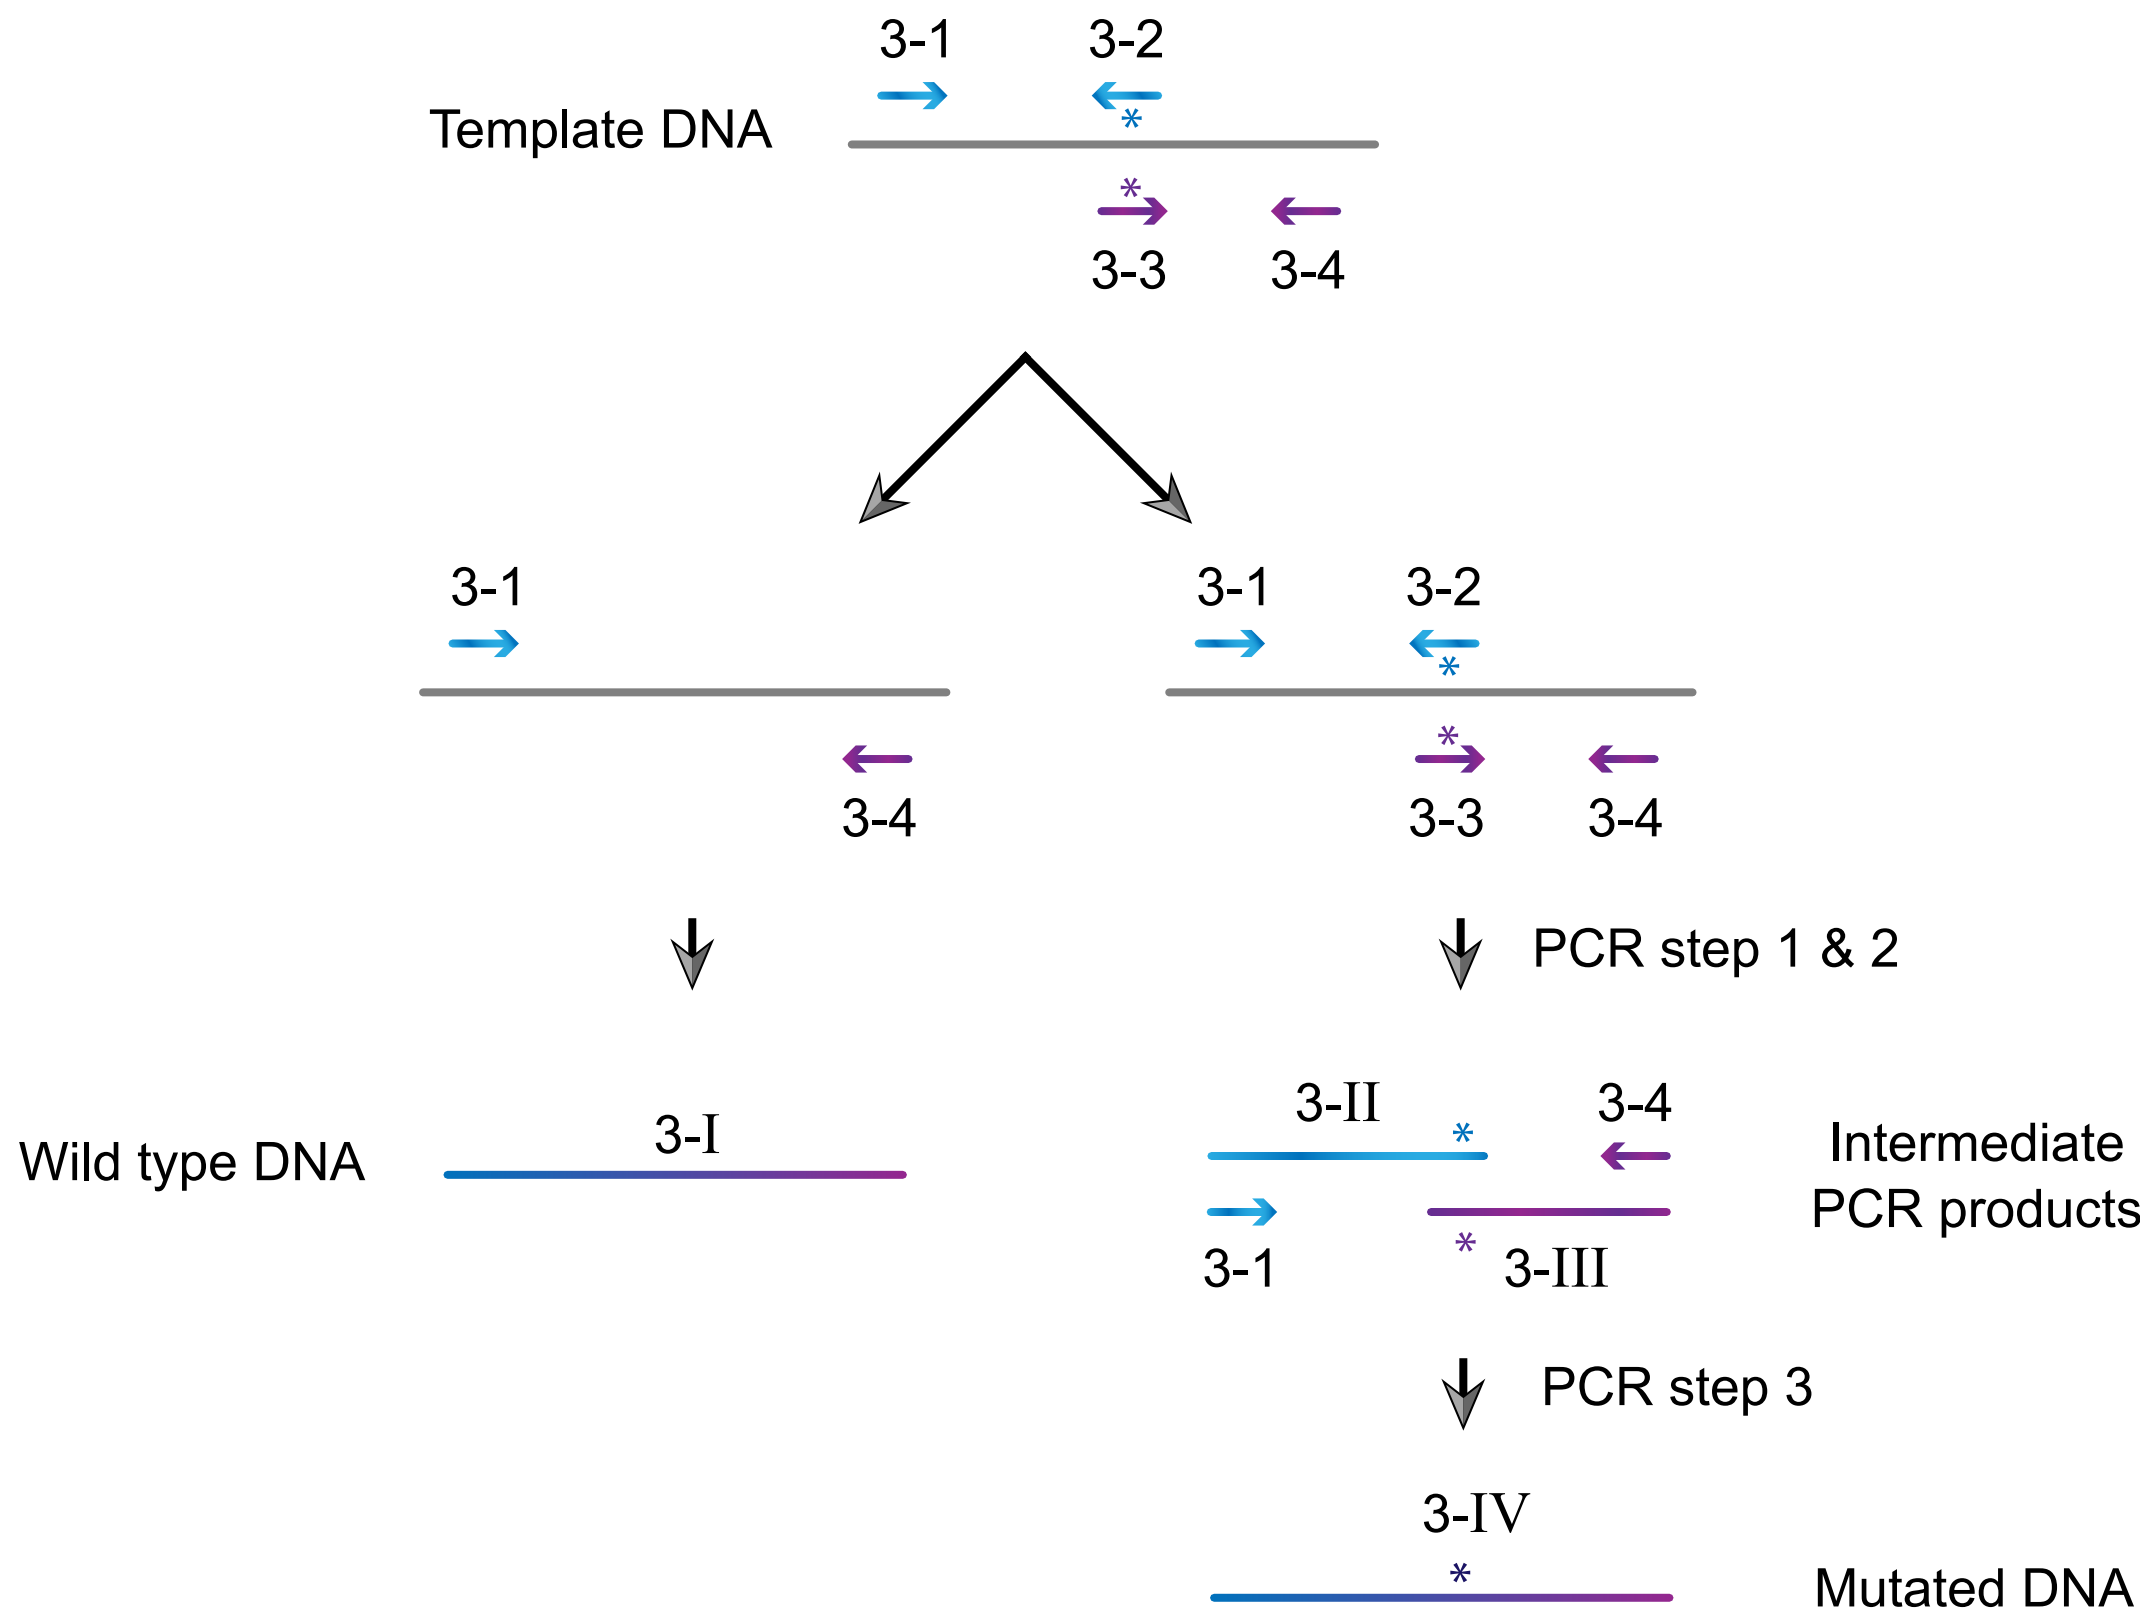 3-1 3-2
*
Template DNA
*
3-3 3-4
3-1
3-4
3-1 3-2
*
*
3-3 3-4
PCR step 1 & 2
Wild type DNA
3-I
3-II * 3-4
3-1 * 3-III
Intermediate
PCR products
PCR step 3
3-IV
*
Mutated DNA